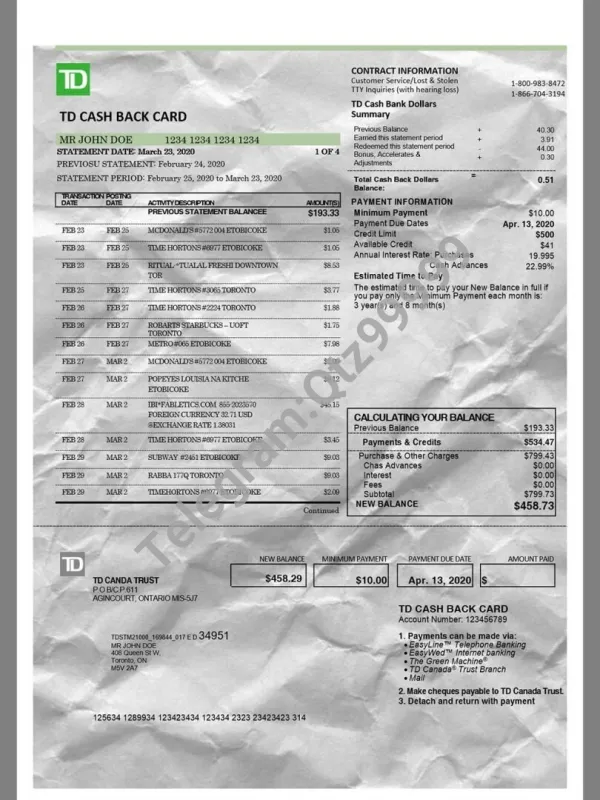 TD
TD CASH BACK CARD
MR JOHN DOE 1234 1234 1234 1234
STATEMENT DATE: March 23, 2020 1 OF 4
PREVIOSU STATEMENT: February 24, 2020
STATEMENT PERIOD: February 25, 2020 to March 23, 2020
TRANSACTION DATE POSTING DATE ACTIVITY DESCRIPTION AMOUNT($)
PREVIOUS STATEMENT BALANCEE $193.33
FEB 23 FEB 25 MCDONALD'S #5772 004 ETOBICOKE $1.05
FEB 23 FEB 25 TIME HORTONS #6977 ETOBICOKE $1.05
FEB 23 FEB 26 RITUAL-*TUALAL FRESHI DOWNTOWN $8.53
TOR
FEB 25 FEB 27 TIME HORTONS #3065 TORONTO $3.77
FEB 26 FEB 27 TIME HORTONS #2224 TORONTO $1.88
FEB 26 FEB 27 ROBARTS STARBUCKS – UOFT $1.75
TORONTO
FEB 26 FEB 27 METRO #065 ETOBICOKE $7.98
FEB 27 MAR 2 MCDONALD'S #5772 004 ETOBICOKE
FEB 27 MAR 2 POPEYES LOUISIA NA KITCHE
ETOBICOKE
FEB 28 MAR 2 IBI*FABLETICS.COM 855-2023570
FOREIGN CURRENCY 32.71 USD
@EXCHANGE RATE 1.38031
FEB 28 MAR 2 TIME HORTONS #6977 ETOBICOKE $3.45
FEB 29 MAR 2 SUBWAY #2451 ETOBICOKE $9.03
FEB 29 MAR 2 RABBA 177Q TORONTO $9.03
FEB 29 MAR 2 TIMEHORTONS #6977 ETOBICOKE $2.09
Continued
CONTRACT INFORMATION
Customer Service/Lost & Stolen 1-800-983-8472
TTY Inquiries (with hearing loss) 1-866-704-3194
TD Cash Bank Dollars
Summary
Previous Balance + 40.30
Earned this statement period + 3.91
Redeemed this statement period - 44.00
Bonus, Accelerates & + 0.30
Adjustments
Total Cash Back Dollars = 0.51
Balance:
PAYMENT INFORMATION
Minimum Payment $10.00
Payment Due Dates Apr. 13, 2020
Credit Limit $500
Available Credit $41
Annual Interest Rate: Purchases 19.995
Cash Advances 22.99%
Estimated Time to Pay
The estimated time to pay your New Balance in full if
you pay only the Minimum Payment each month is:
3 year(s) and 8 month(s)
CALCULATING YOUR BALANCE
Previous Balance $193.33
Payments & Credits $534.47
Purchase & Other Charges $799.43
Chas Advances $0.00
Interest $0.00
Fees $0.00
Subtotal $799.73
NEW BALANCE $458.73
TD
TD CANDA TRUST
P O B/C P 611
AGINCOURT, ONTARIO MIS-5J7
NEW BALANCE MINIMUM PAYMENT PAYMENT DUE DATE AMOUNT PAID
$458.29 $10.00 Apr. 13, 2020 $
TD CASH BACK CARD
Account Number: 123456789
TDSTM21000_169844_017 E D 34951
MR JOHN DOE
406 Queen St W.
Toronto, ON
M5V 2A7
1. Payments can be made via:
• EasyLine™ Telephone Banking
• EasyWed™ Internet banking
• The Green Machine®
• TD Canada® Trust Branch
• Mail
2. Make cheques payable to TD Canada Trust.
3. Detach and return with payment
125634 1289934 123423434 123434 2323 23423423 314